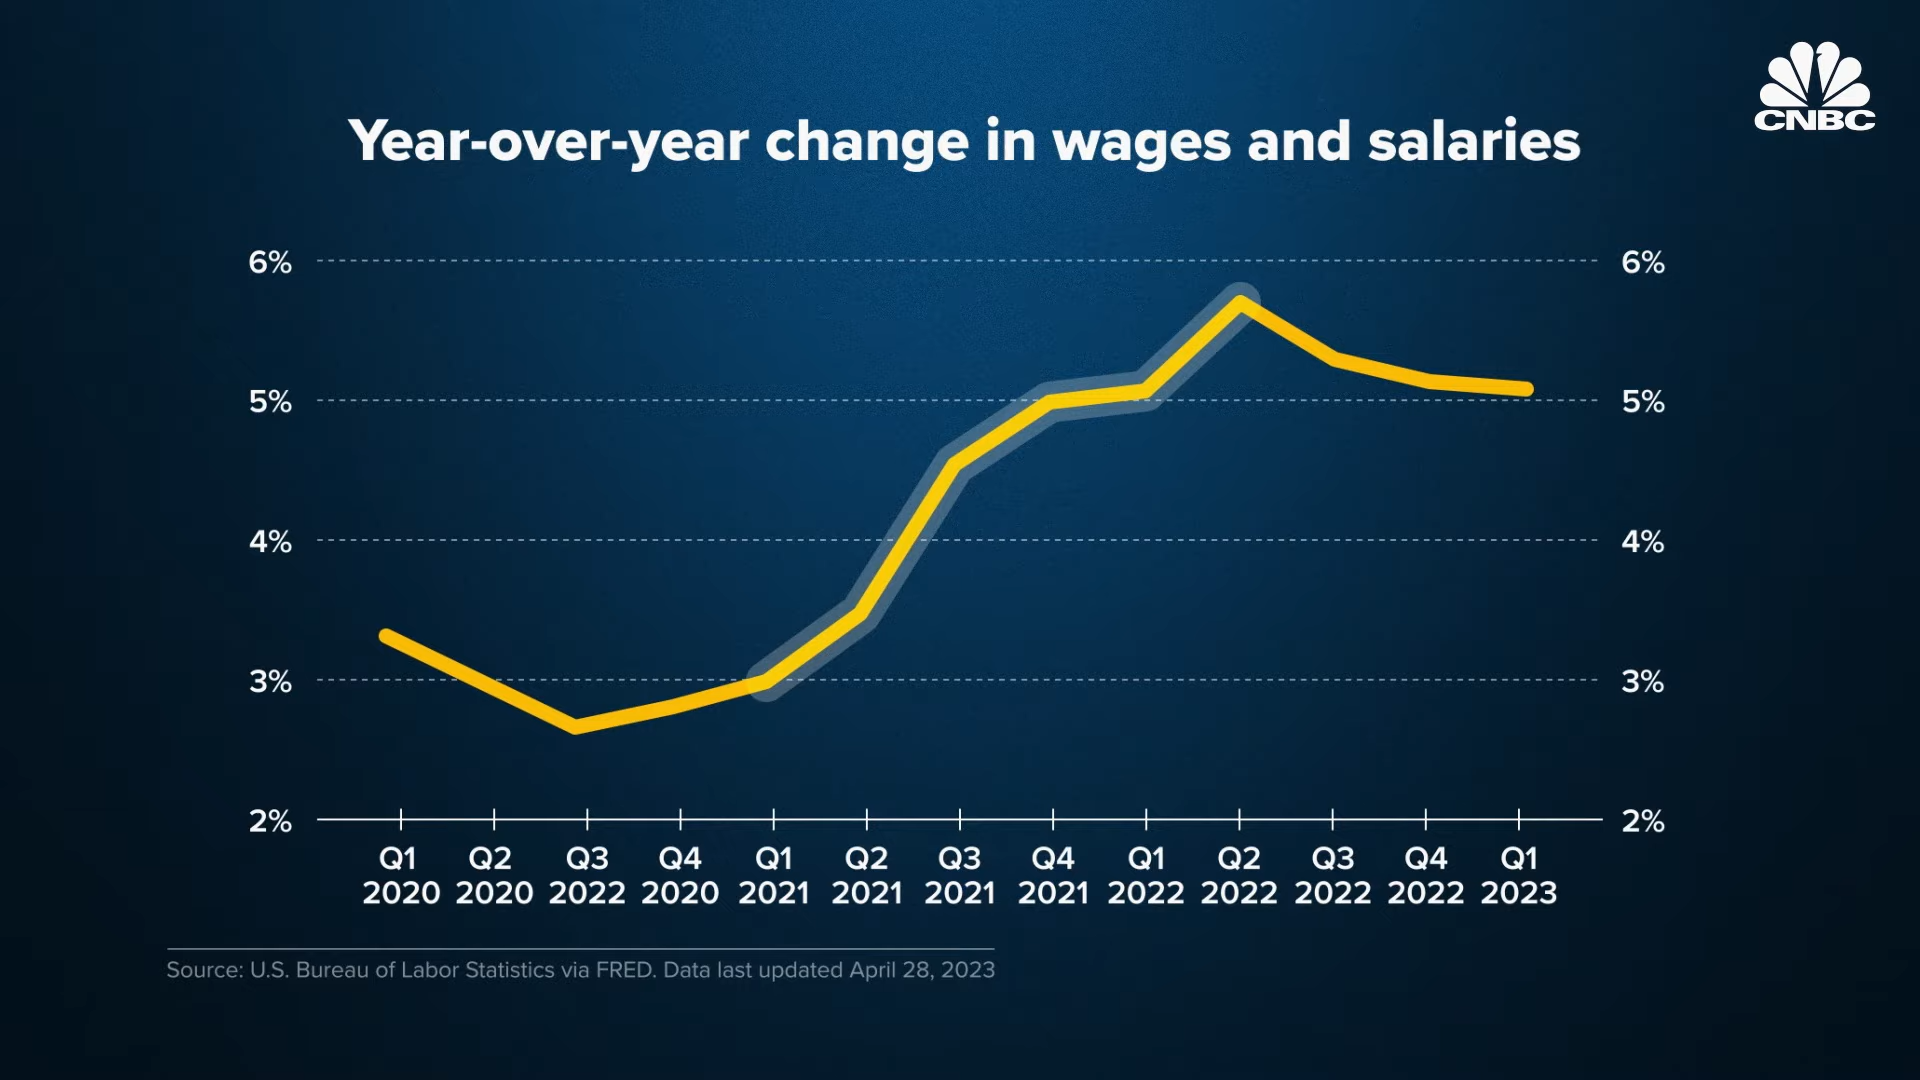 CNBC
Year-over-year change in wages and salaries
6% 6%
5% 5%
4% 4%
3% 3%
2% 2%
Q1 Q2 Q3 Q4 Q1 Q2 Q3 Q4 Q1 Q2 Q3 Q4 Q1
2020 2020 2022 2020 2021 2021 2021 2021 2022 2022 2022 2022 2023
Source: U.S. Bureau of Labor Statistics via FRED. Data last updated April 28, 2023